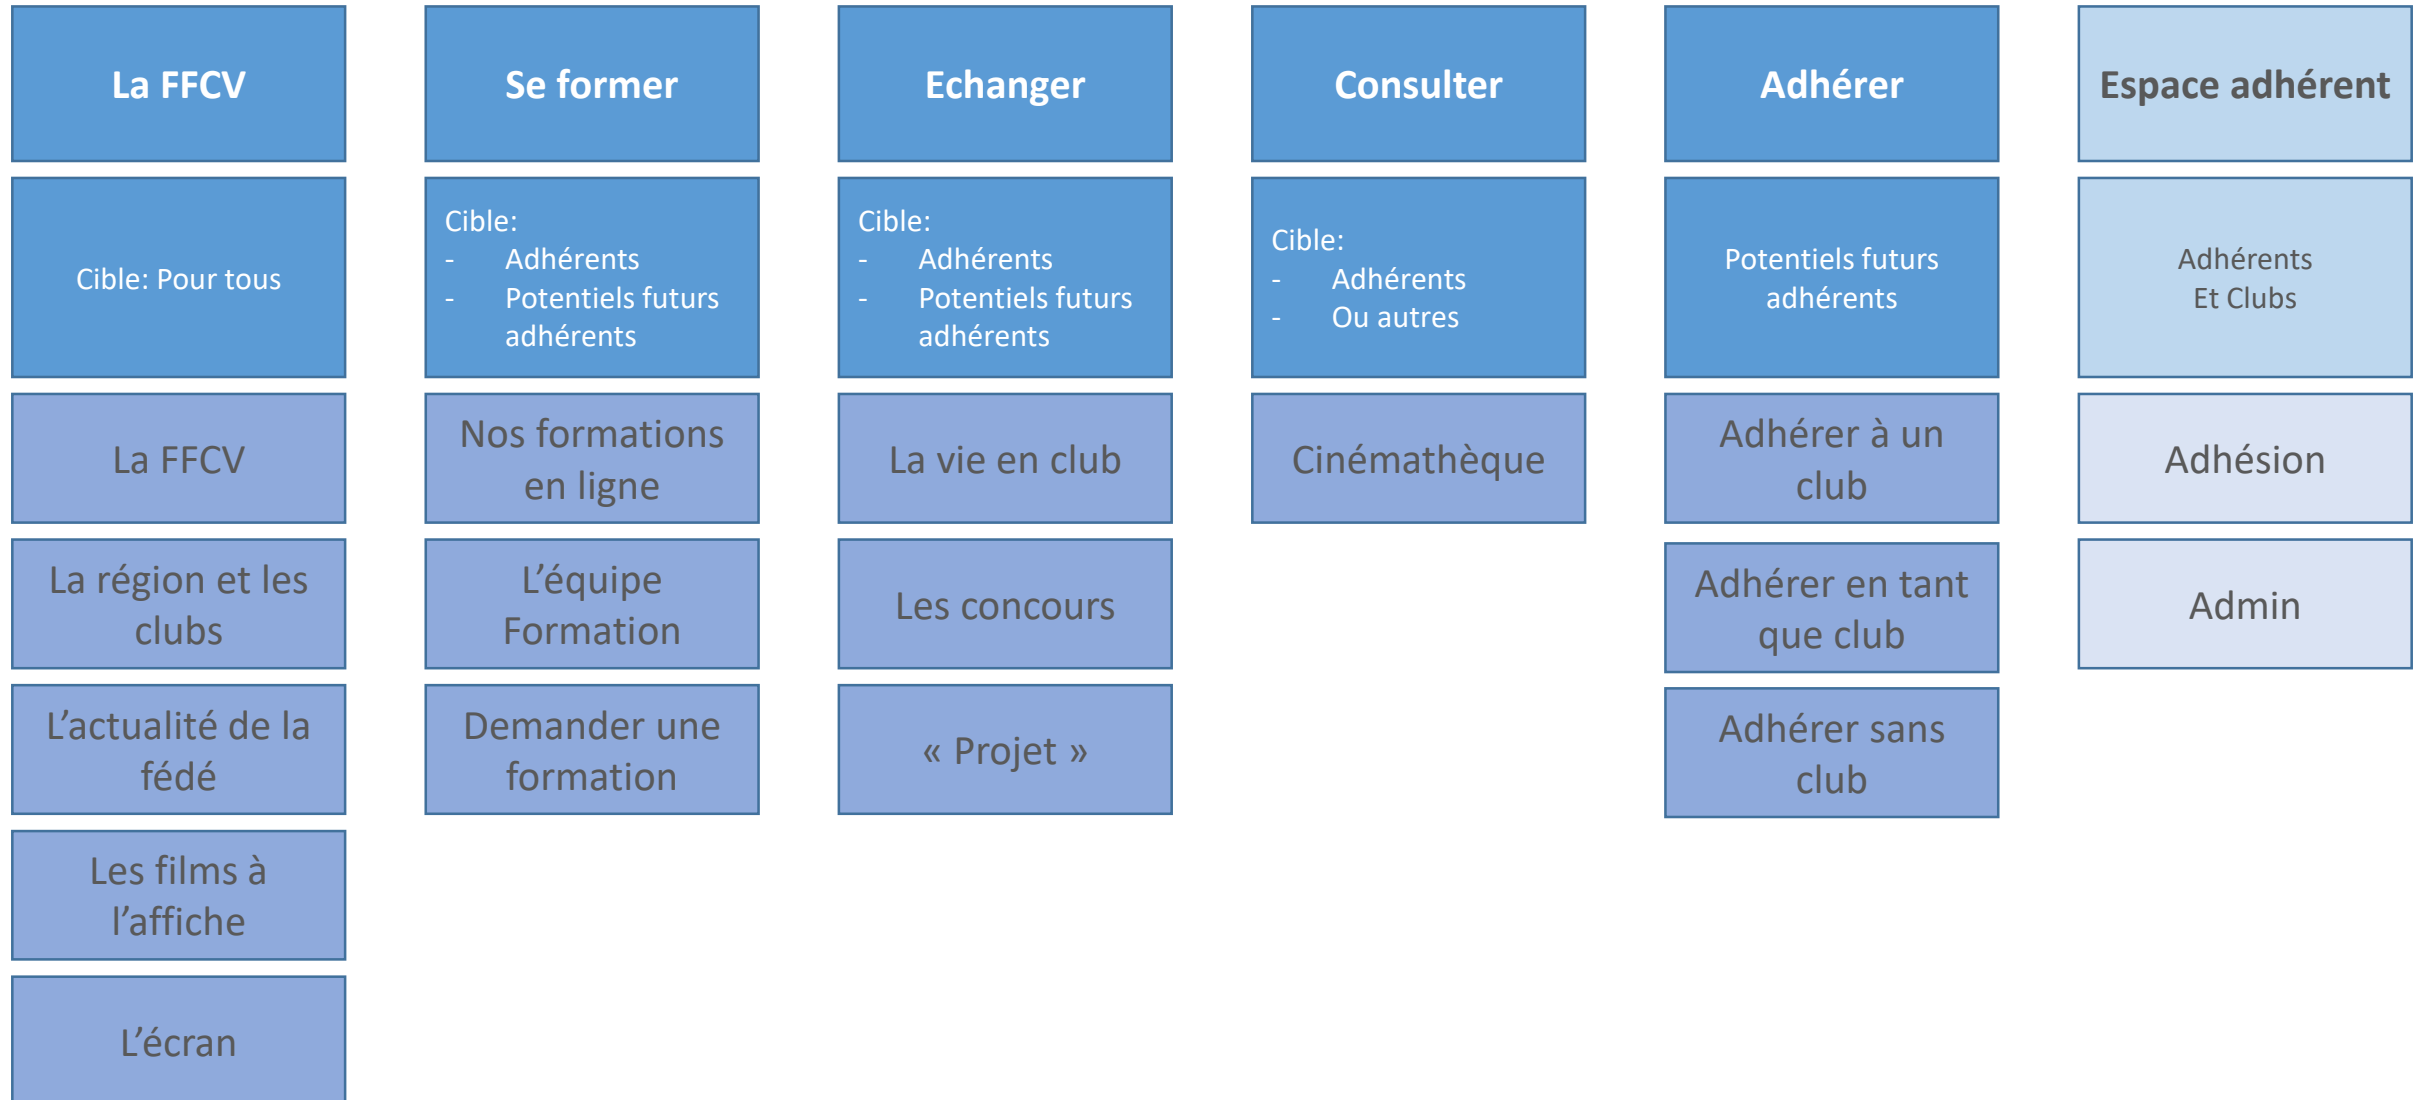 La FFCV
Se former
Echanger
Consulter
Adhérer
Espace adhérent
Cible: Pour tous
Cible:
- Adhérents
- Potentiels futurs
adhérents
Cible:
- Adhérents
- Potentiels futurs
adhérents
Cible:
- Adhérents
- Ou autres
Potentiels futurs
adhérents
Adhérents
Et Clubs
La FFCV
Nos formations
en ligne
La vie en club
Cinémathèque
Adhérer à un
club
Adhésion
La région et les
clubs
L’équipe
Formation
Les concours
Adhérer en tant
que club
Admin
L’actualité de la
fédé
Demander une
formation
« Projet »
Adhérer sans
club
Les films à
l’affiche
L’écran